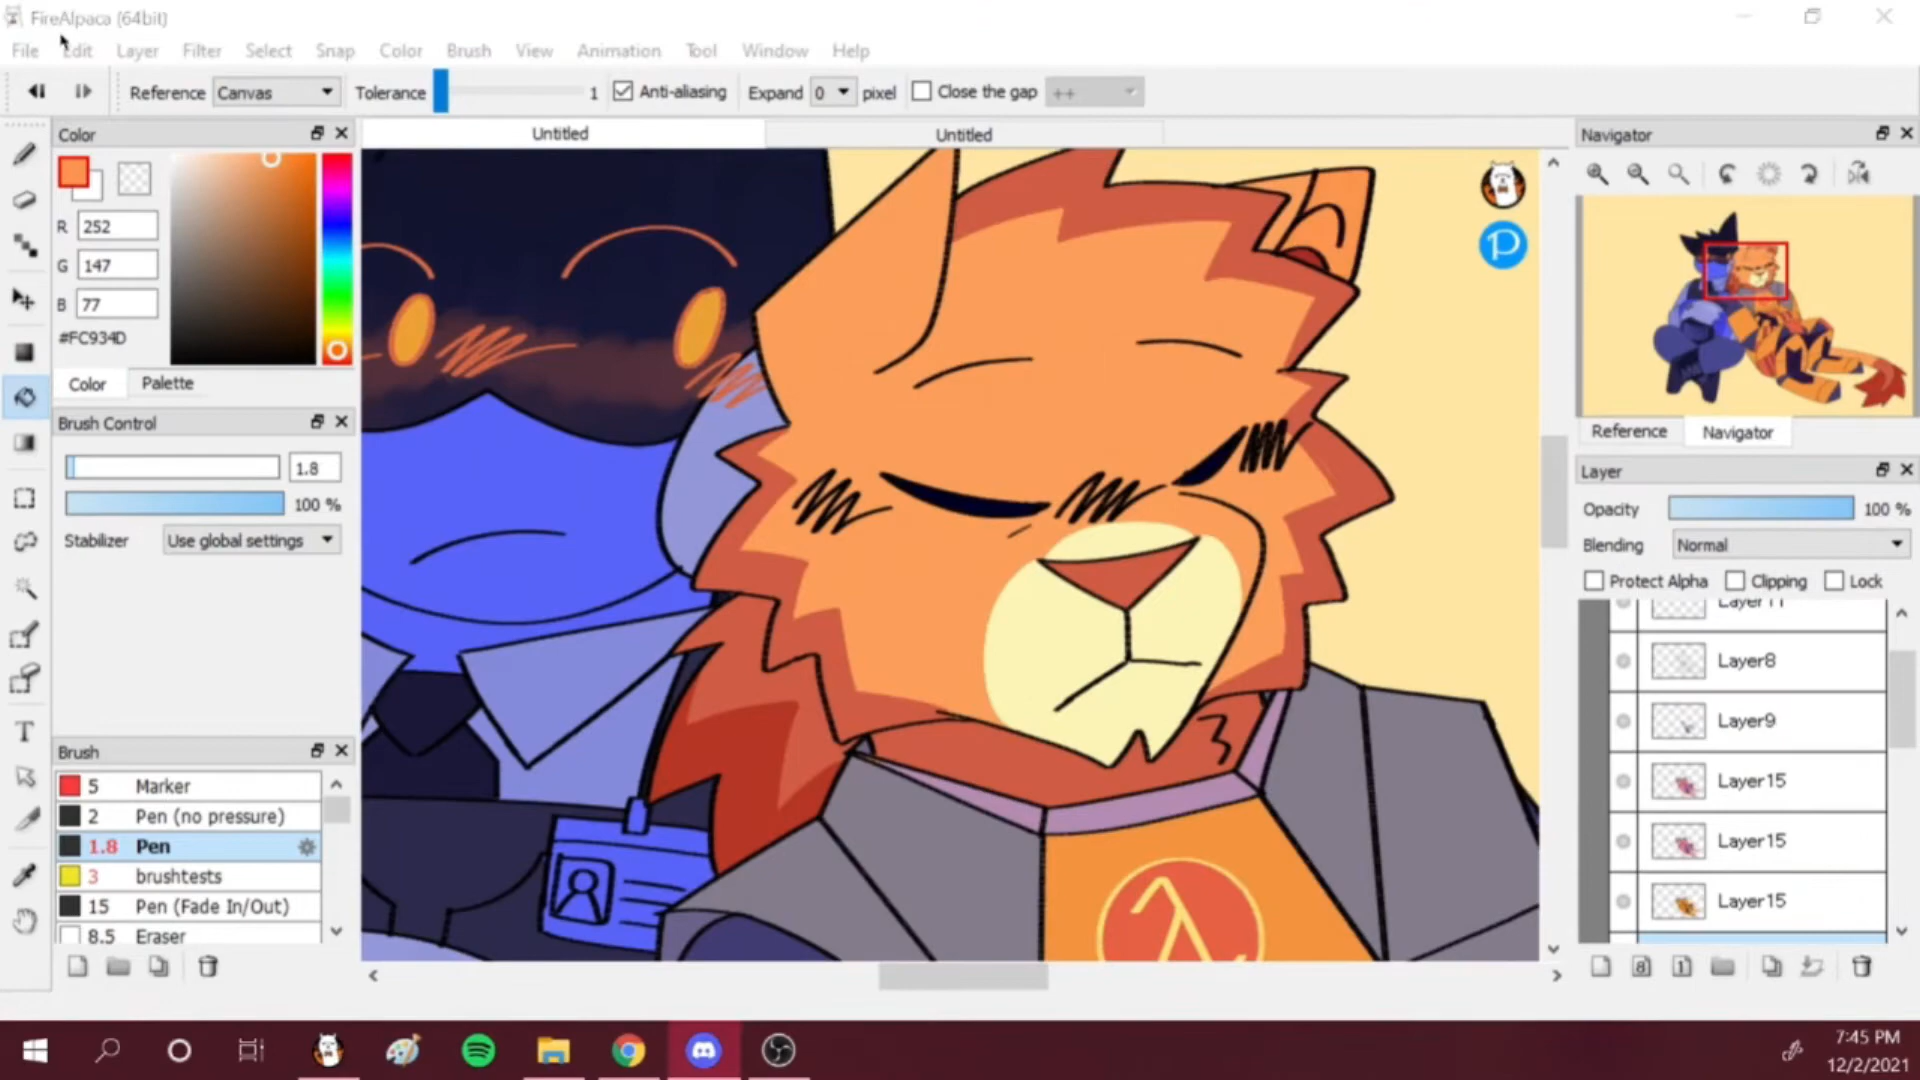 FireAlpaca (64bit)
File Edit Layer Filter Select Snap Color Brush View Animation Tool Window Help
Reference Canvas Tolerance 1 Anti-aliasing Expand 0 pixel Close the gap ++
Color
Untitled
Untitled
Navigator
R 252
G 147
B 77
#FC934D
Color Palette
Brush Control
1.8
100 %
Stabilizer Use global settings
Brush
5 Marker
2 Pen (no pressure)
1.8 Pen
3 brushtests
15 Pen (Fade In/Out)
8.5 Eraser
P
λ
Reference Navigator
Layer
Opacity 100 %
Blending Normal
Protect Alpha Clipping Lock
Layer11
Layer8
Layer9
Layer15
Layer15
Layer15
8 1
T
7:45 PM
12/2/2021